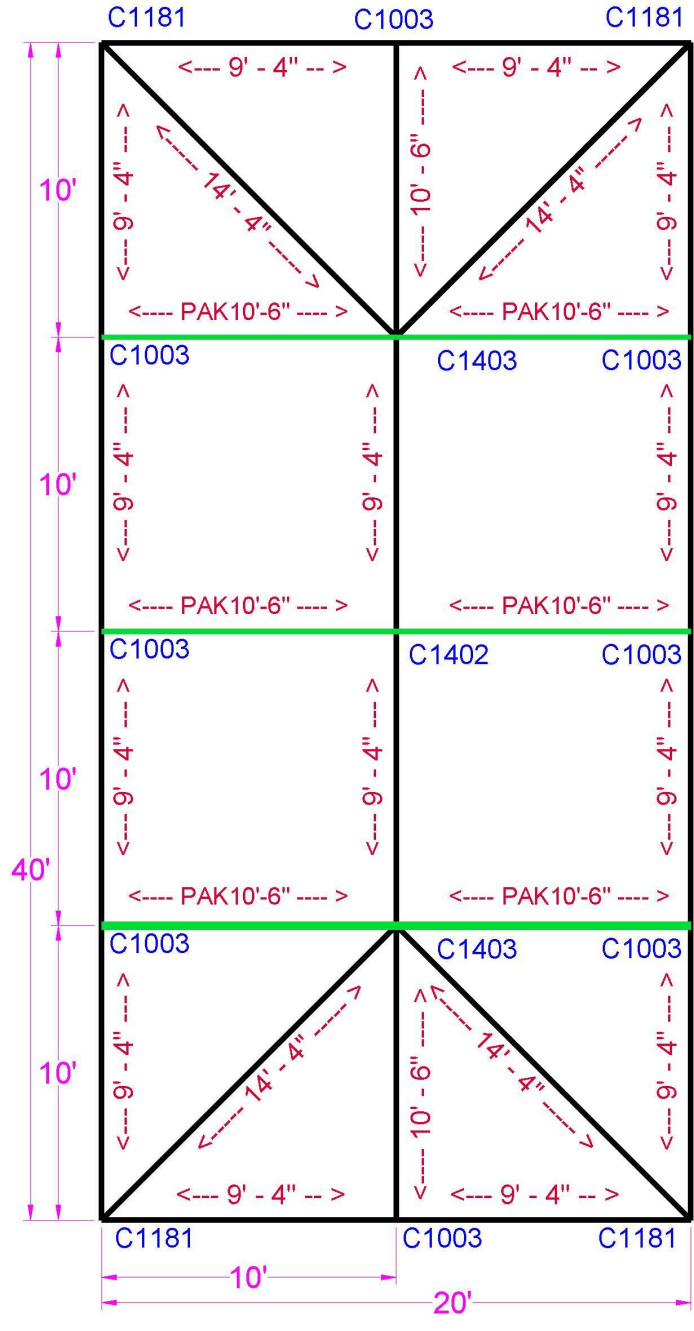 C1181 C1003 C1181
<--- 9' - 4" -- > <--- 9' - 4" -- >
<----- 9' - 4" --- > <---- 14' - 4" ---- > <---- 10' - 6" --- > <---- 14' - 4" ---- > <----- 9' - 4" --- >
10'
<---- PAK10'-6" ---- > <---- PAK10'-6" ---- >
C1003 C1403 C1003
<----- 9' - 4" ---- > <----- 9' - 4" ---- > <----- 9' - 4" ---- >
10'
<---- PAK10'-6" ---- > <---- PAK10'-6" ---- >
C1003 C1402 C1003
<----- 9' - 4" ---- > <----- 9' - 4" ---- > <----- 9' - 4" ---- >
10'
40'
<---- PAK10'-6" ---- > <---- PAK10'-6" ---- >
C1003 C1403 C1003
<----- 9' - 4" ---- > <---- 14' - 4" ---- > <---- 10' - 6" ---- > <---- 14' - 4" ---- > <----- 9' - 4" ---- >
10'
<--- 9' - 4" -- > <--- 9' - 4" -- >
C1181 C1003 C1181
10'
20'